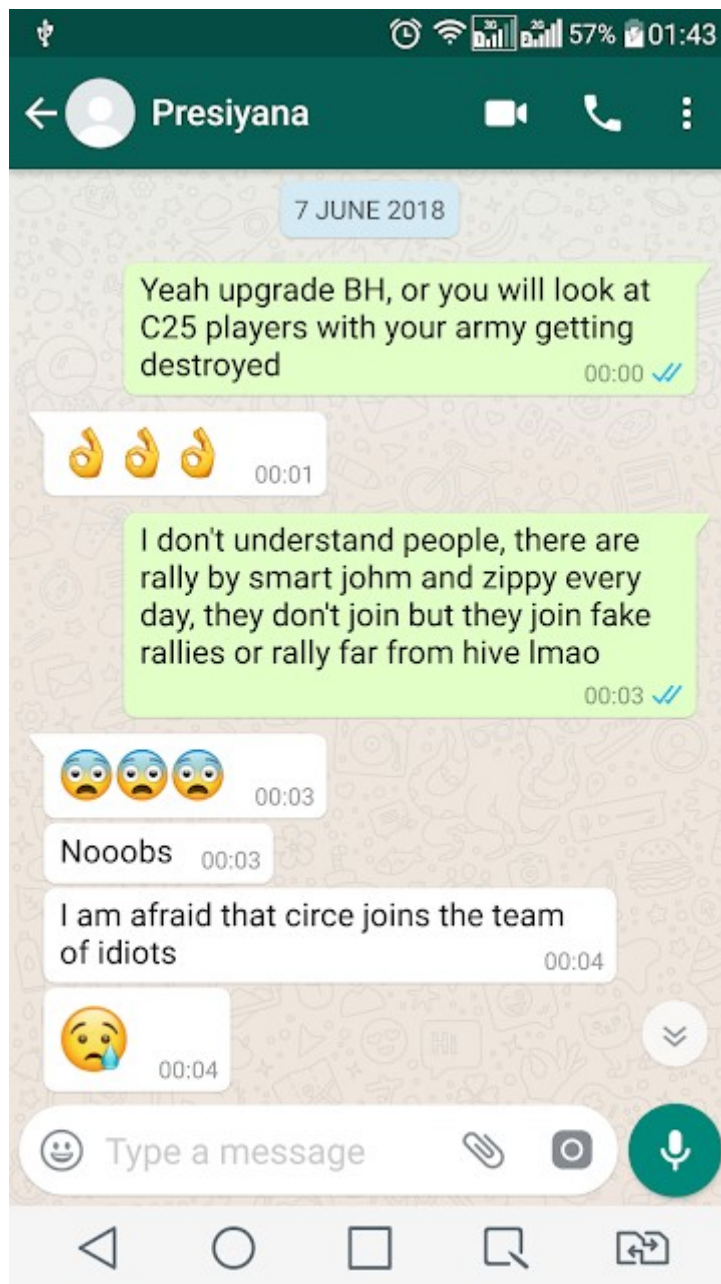 57% 01:43
Presiyana
7 JUNE 2018
Yeah upgrade BH, or you will look at
C25 players with your army getting
destroyed
00:00
👌👌👌 00:01
I don't understand people, there are
rally by smart johm and zippy every
day, they don't join but they join fake
rallies or rally far from hive lmao
00:03
😨😨😨 00:03
Nooobs 00:03
I am afraid that circe joins the team
of idiots 00:04
😢 00:04
Type a message